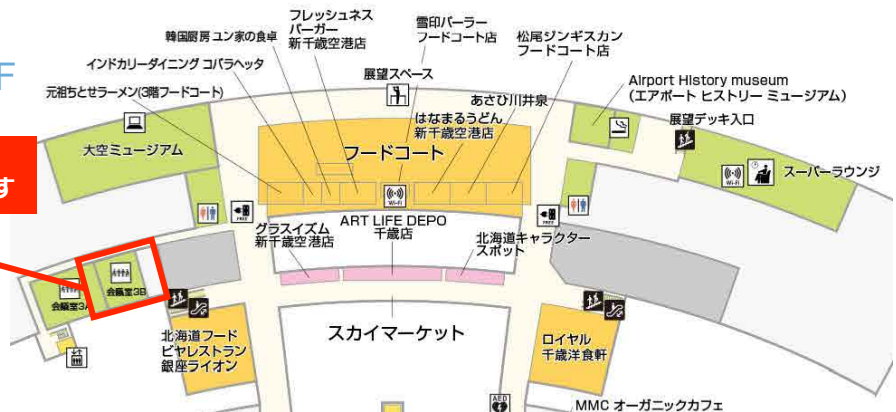 F
す
フレッシュネス
バーガー
新千歳空港店
雪印パーラー
フードコート店
松尾ジンギスカン
フードコート店
韓国厨房 ユン家の食卓
インドカリーダイニング コバラヘッタ
元祖ちとせラーメン(3階フードコート)
展望スペース
あさひ川井泉
はなまるうどん
新千歳空港店
Airport History museum
(エアポート ヒストリー ミュージアム)
展望デッキ入口
大空ミュージアム
フードコート
スーパーラウンジ
Wi-Fi
Wi-Fi
FREE
FREE
グラスイズム
新千歳空港店
ART LIFE DEPO
千歳店
北海道キャラクター
スポット
会議室3A
会議室3B
スカイマーケット
北海道フード
ビヤレストラン
銀座ライオン
ロイヤル
千歳洋食軒
AED
MMC オーガニックカフェ